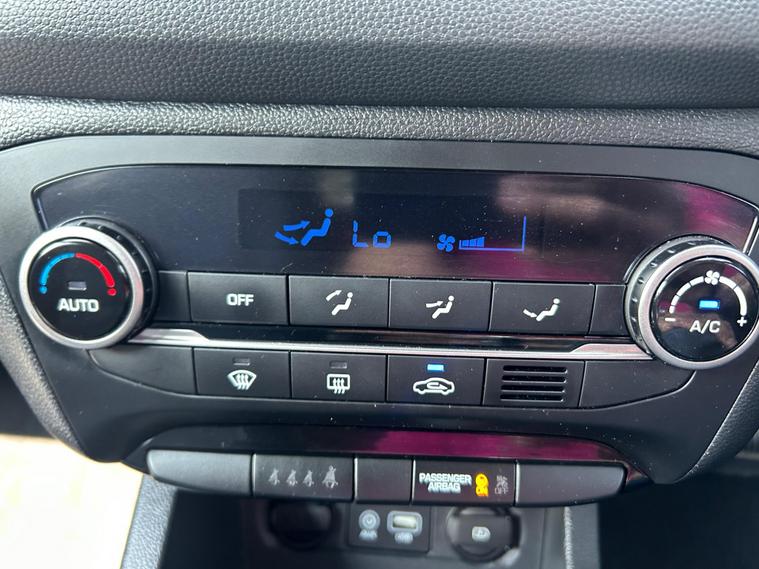 Lo
AUTO
OFF
A/C
- +
PASSENGER
AIRBAG
ON
OFF